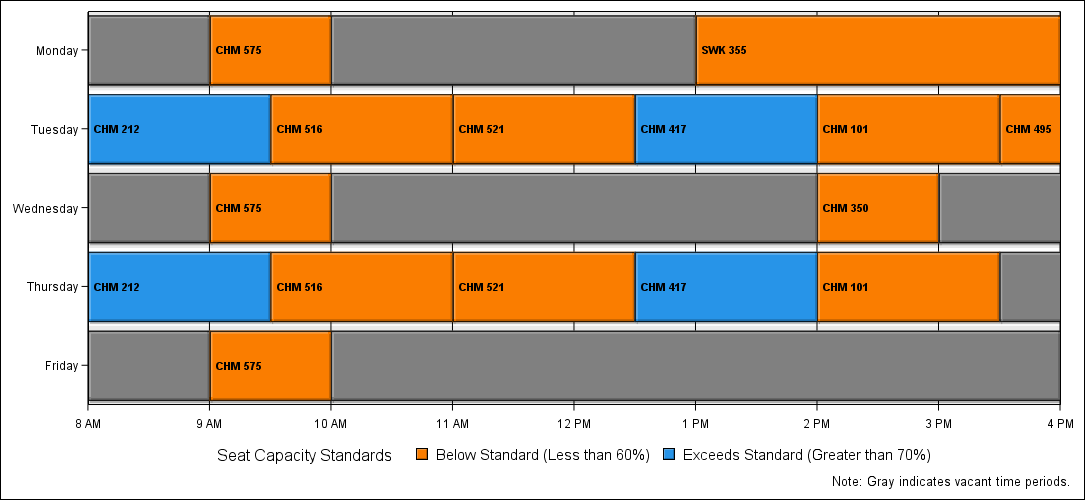 Monday
CHM 575
SWK 355
Tuesday
CHM 212
CHM 516
CHM 521
CHM 417
CHM 101
CHM 495
Wednesday
CHM 575
CHM 350
Thursday
CHM 212
CHM 516
CHM 521
CHM 417
CHM 101
Friday
CHM 575
8 AM 9 AM 10 AM 11 AM 12 PM 1 PM 2 PM 3 PM 4 PM
Seat Capacity Standards Below Standard (Less than 60%) Exceeds Standard (Greater than 70%)
Note: Gray indicates vacant time periods.